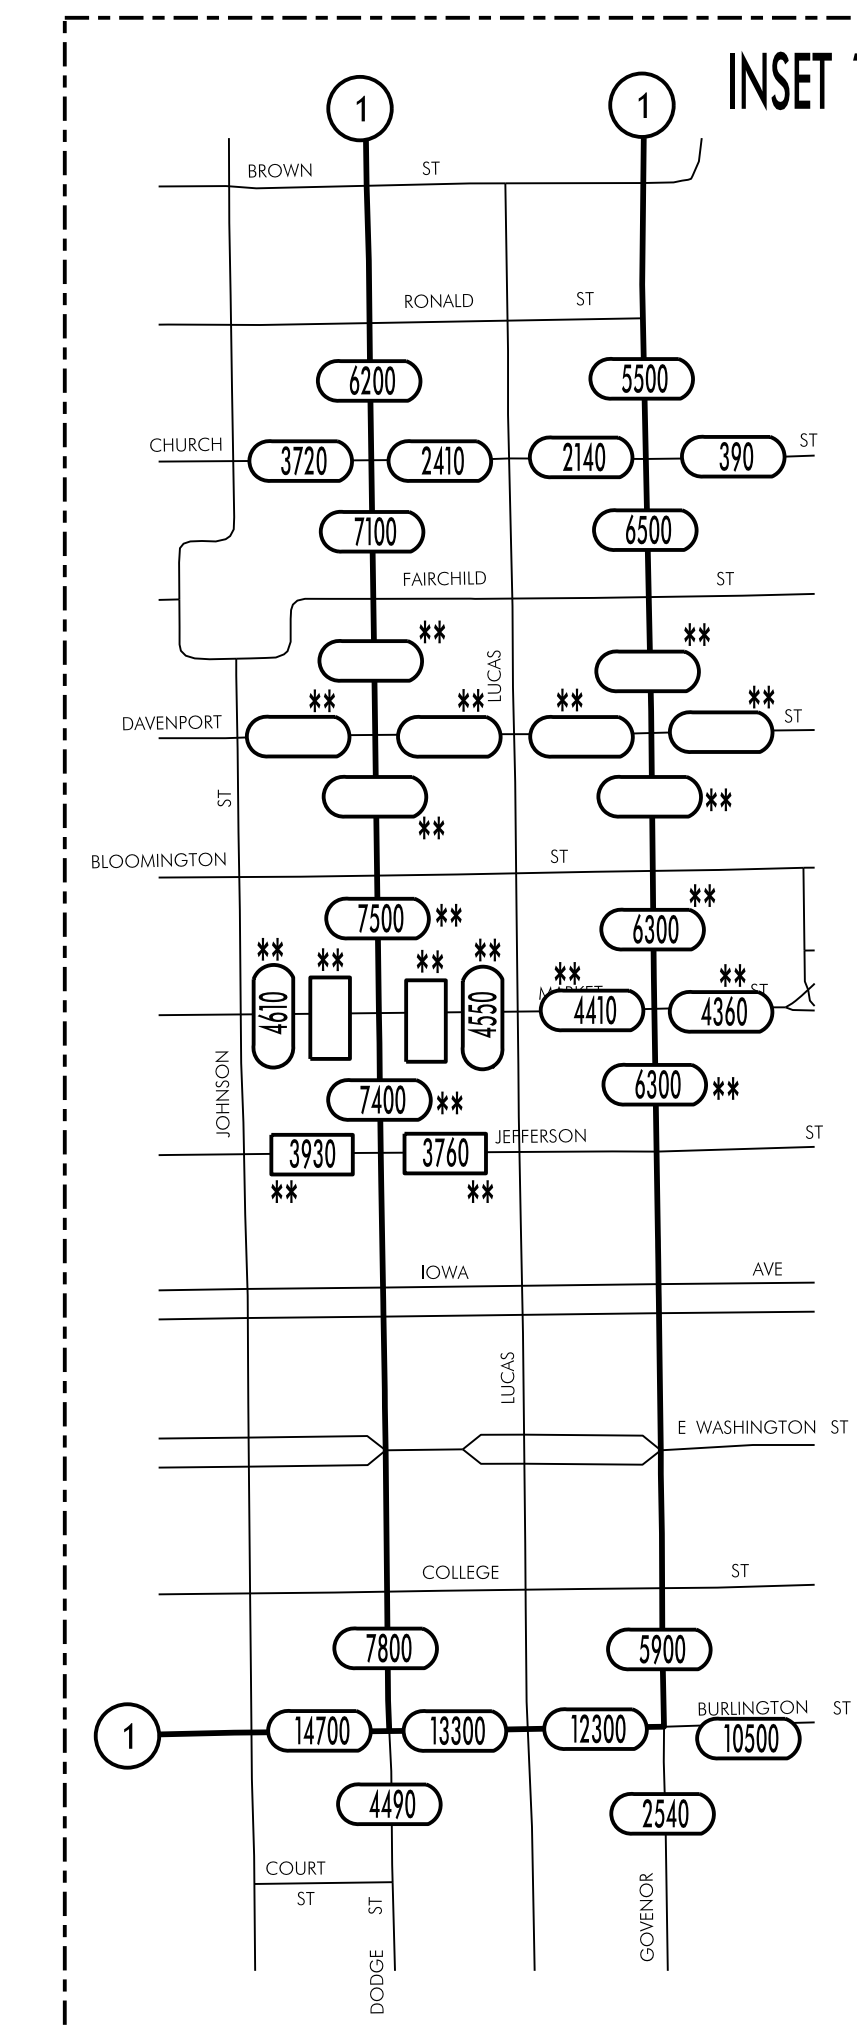 INSET
1 1
BROWN ST
RONALD ST
6200 5500
CHURCH 3720 2410 2140 390 ST
7100 6500
FAIRCHILD ST
** **
LUCAS
** ** ** **
DAVENPORT ST
ST
** **
BLOOMINGTON ST
7500 ** 6300 **
** ** ** ** ** **
4610 4550 MARKET 4410 4360 ST
JOHNSON
7400 ** 6300 **
3930 3760 JEFFERSON ST
** **
IOWA AVE
LUCAS
E WASHINGTON ST
COLLEGE ST
7800 5900
BURLINGTON ST
1 14700 13300 12300 10500
4490 2540
COURT
ST
ST
DODGE
GOVENOR